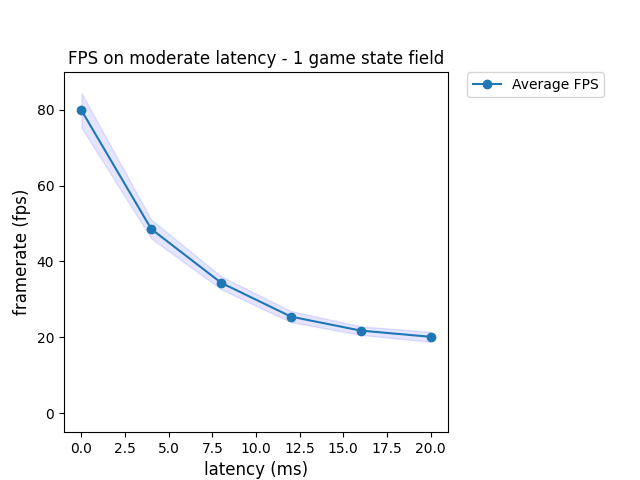 FPS on moderate latency - 1 game state field
Average FPS
80
60
40
20
0
framerate (fps)
0.0 2.5 5.0 7.5 10.0 12.5 15.0 17.5 20.0
latency (ms)